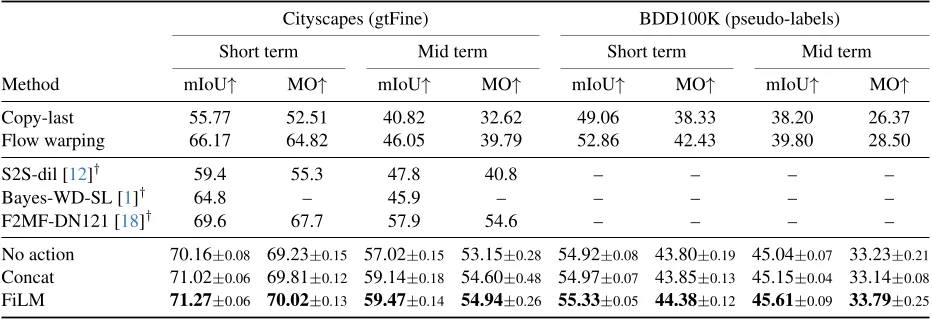 Cityscapes (gtFine) BDD100K (pseudo-labels)
Short term Mid term Short term Mid term
Method mIoU↑ MO↑ mIoU↑ MO↑ mIoU↑ MO↑ mIoU↑ MO↑
Copy-last 55.77 52.51 40.82 32.62 49.06 38.33 38.20 26.37
Flow warping 66.17 64.82 46.05 39.79 52.86 42.43 39.80 28.50
S2S-dil [12]† 59.4 55.3 47.8 40.8 – – – –
Bayes-WD-SL [1]† 64.8 – 45.9 – – – – –
F2MF-DN121 [18]† 69.6 67.7 57.9 54.6 – – – –
No action 70.16±0.08 69.23±0.15 57.02±0.15 53.15±0.28 54.92±0.08 43.80±0.19 45.04±0.07 33.23±0.21
Concat 71.02±0.06 69.81±0.12 59.14±0.18 54.60±0.48 54.97±0.07 43.85±0.13 45.15±0.04 33.14±0.08
FiLM 71.27±0.06 70.02±0.13 59.47±0.14 54.94±0.26 55.33±0.05 44.38±0.12 45.61±0.09 33.79±0.25